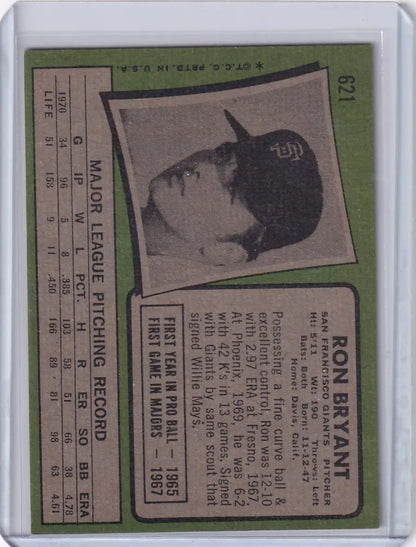 621
RON BRYANT
SAN FRANCISCO GIANTS PITCHER
Ht: 5'11 Wt: 190 Throws: Left
Bats: Both Born: 11-12-47
Home: Davis, Calif.
Possessing a fine curve ball &
excellent control, Ron was 12-10
with 2.97 ERA at Fresno, 1967.
At Phoenix, 1969, he was 6-2
with 42 K's in 13 games. Signed
with Giants by same scout that
signed Willie Mays.
FIRST YEAR IN PRO BALL — 1965
FIRST GAME IN MAJORS — 1967
SF
MAJOR LEAGUE PITCHING RECORD
G IP W L PCT. H R ER SO BB ERA
1970 34 96 5 8 .385 103 58 51 66 38 4.78
LIFE 51 158 9 11 .450 166 89 81 98 63 4.61
* © T.C.G. PRTD. IN U.S.A.